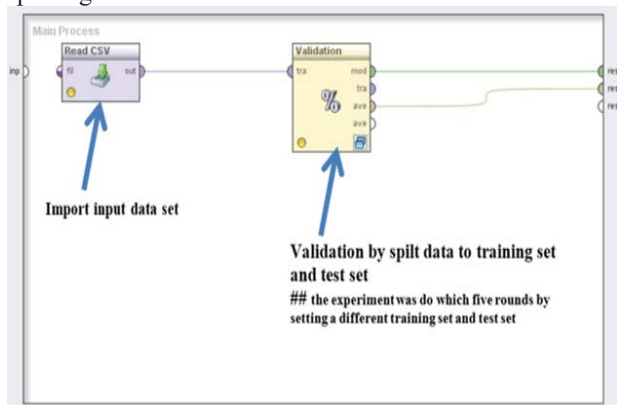 Main Process
Read CSV
Validation
inp
fil
out
tra
mod
tra
ave
ave
%
res
res
res
Import input data set
Validation by spilt data to training set
and test set
## the experiment was do which five rounds by
setting a different training set and test set